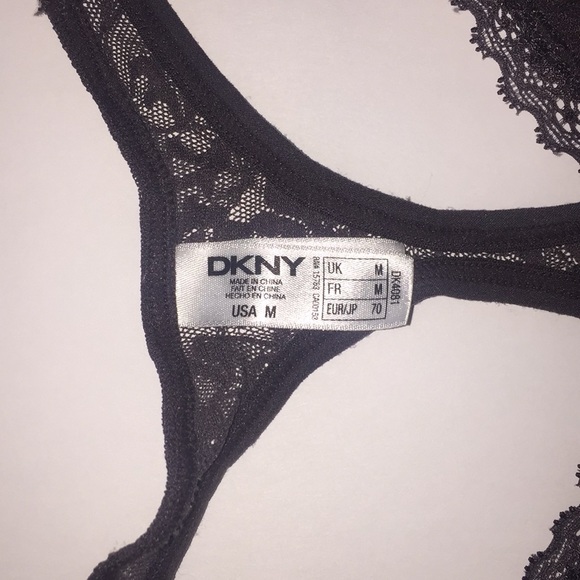 DKNY
MADE IN CHINA
FAIT EN CHINE
HECHO EN CHINA
USA M
UK M
FR M
EUR/JP 70
DK4081